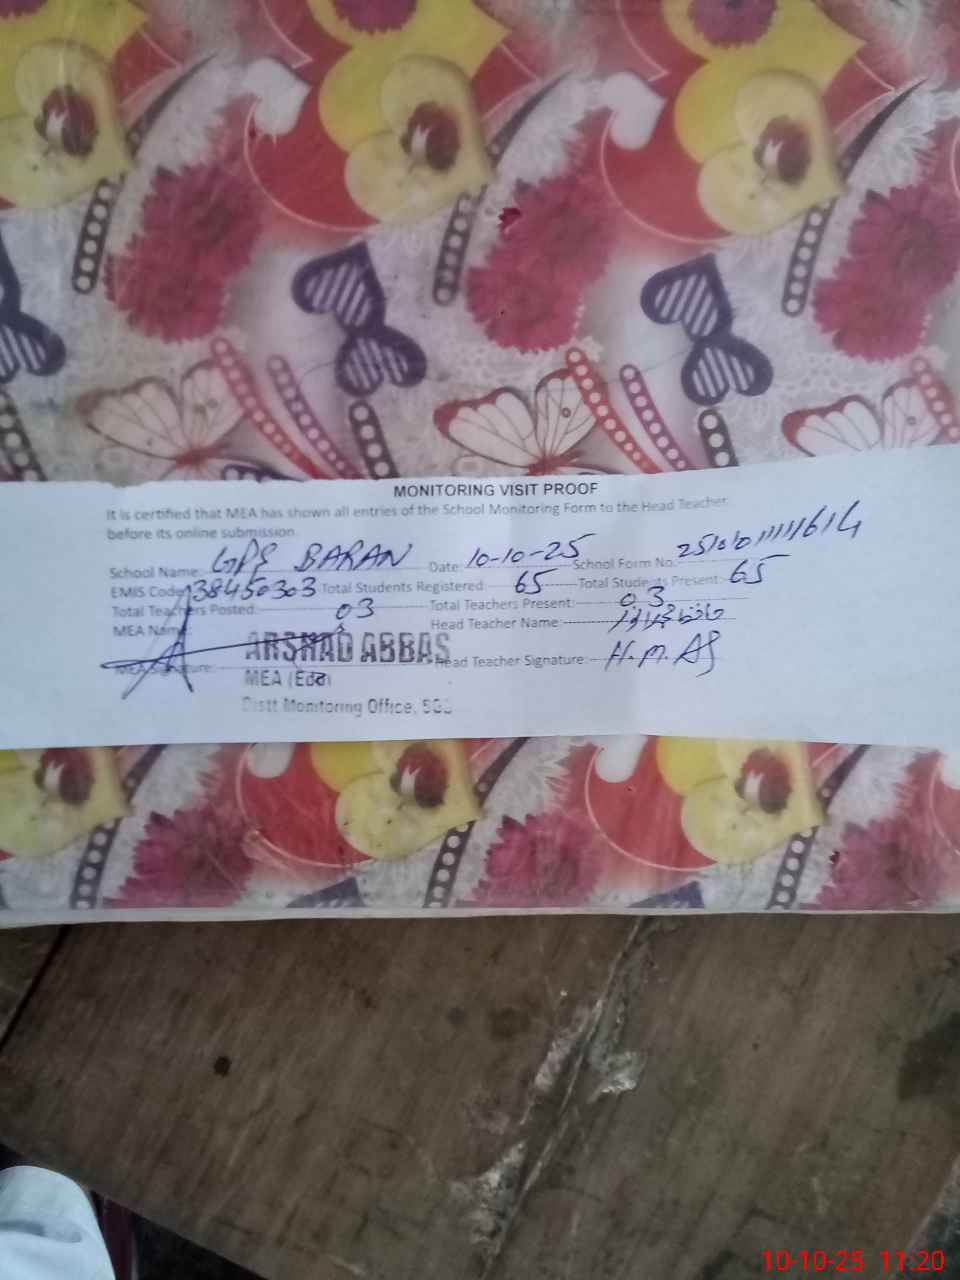 MONITORING VISIT PROOF
It is certified that MEA has shown all entries of the School Monitoring Form to the Head Teacher
before its online submission.
School Name: GPS BARAN Date: 10-10-25 School Form No:
EMIS Code: 38450303 Total Students Registered: 65 Total Students Present: 65
Total Teachers Posted: 03 Total Teachers Present: 03
MEA Name: ARSHAD ABBAS Head Teacher Name:
MEA Signature: Head Teacher Signature: H.M. AS
MEA (Edu)
Distt Monitoring Office,
10-10-25 11:20